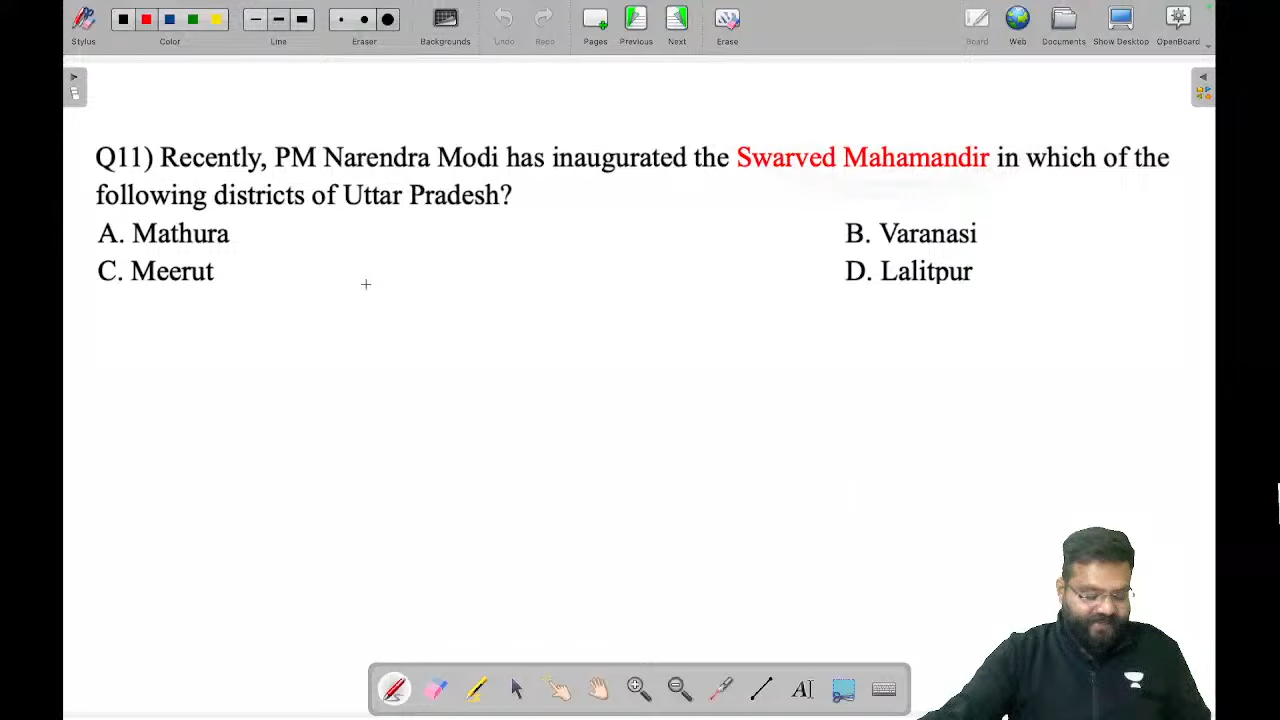 Stylus Color Line Eraser Backgrounds Undo Redo Pages Previous Next Erase Board Web Documents Show Desktop OpenBoard
Q11) Recently, PM Narendra Modi has inaugurated the Swarved Mahamandir in which of the
following districts of Uttar Pradesh?
A. Mathura B. Varanasi
C. Meerut D. Lalitpur